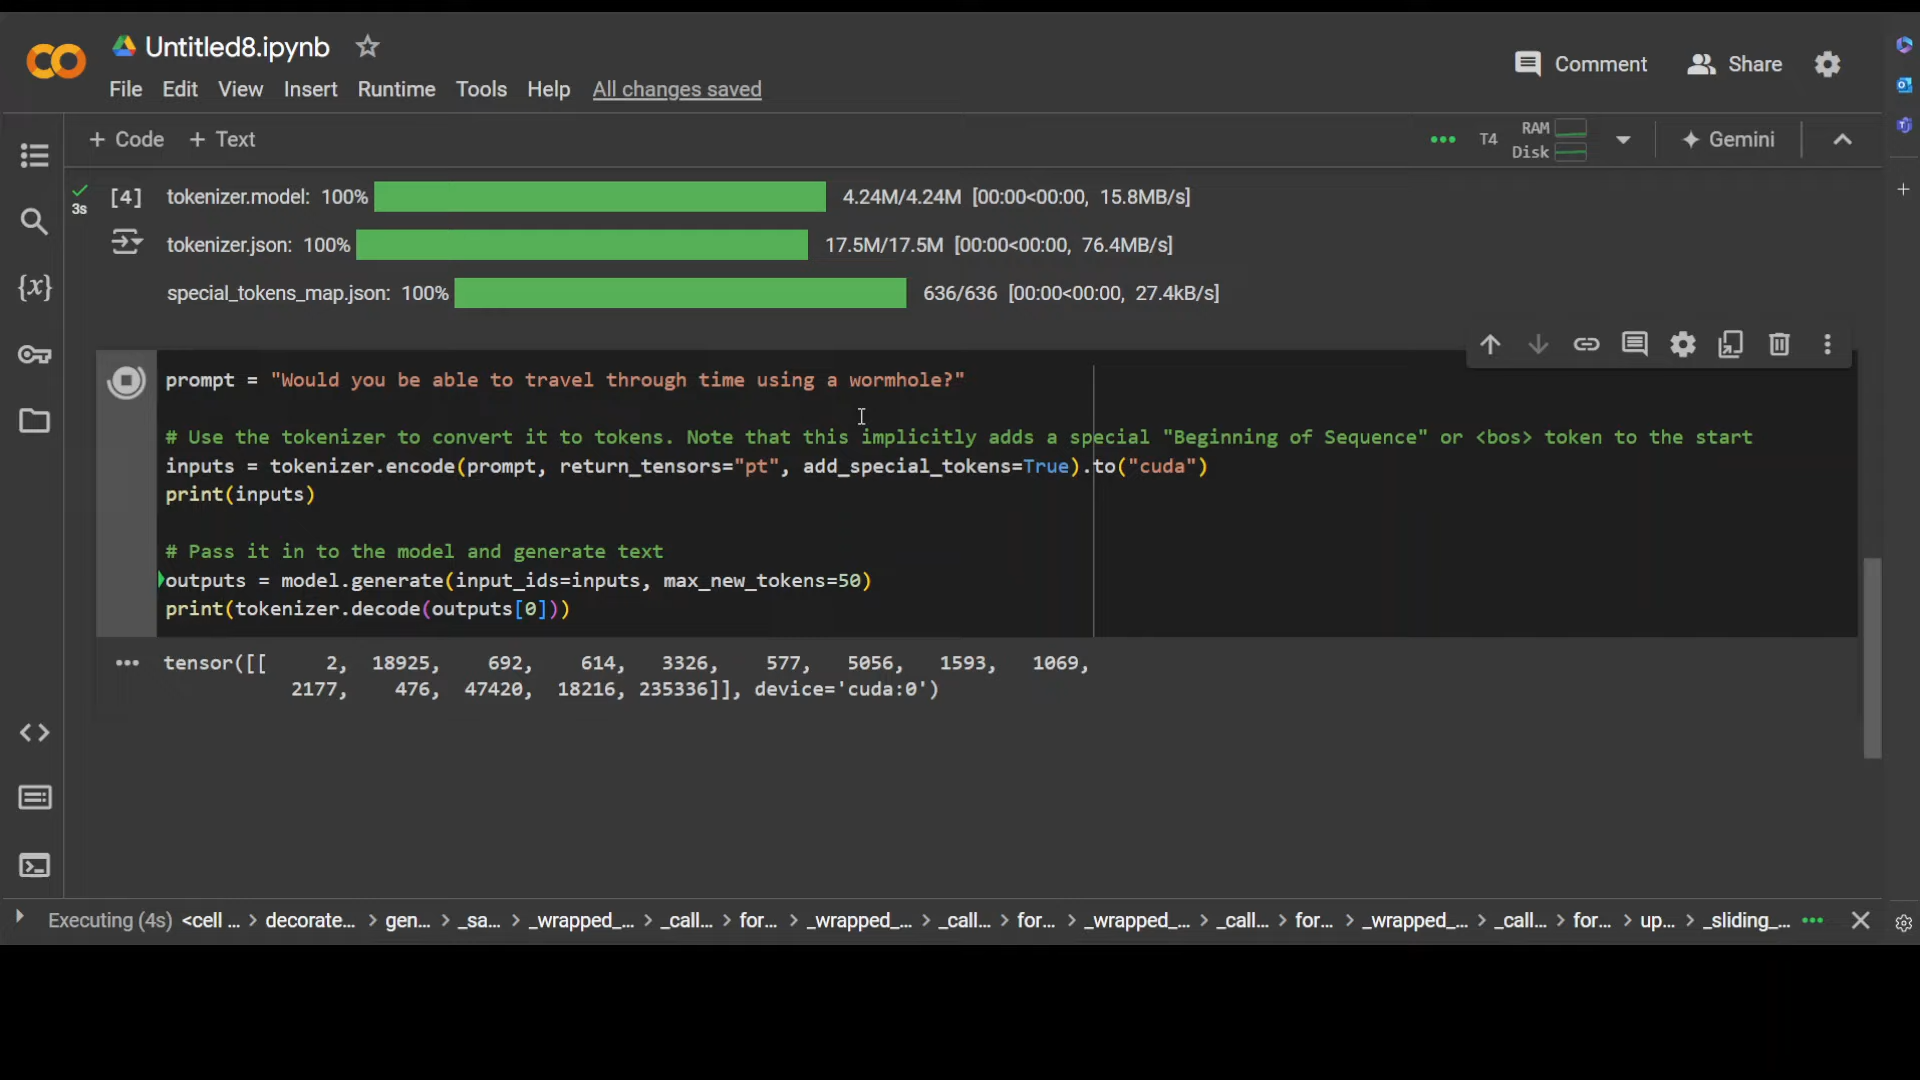 Untitled8.ipynb
File Edit View Insert Runtime Tools Help All changes saved
Comment Share
+ Code + Text
T4 RAM Disk Gemini
3s
[4] tokenizer.model: 100% 4.24M/4.24M [00:00<00:00, 15.8MB/s]
tokenizer.json: 100% 17.5M/17.5M [00:00<00:00, 76.4MB/s]
special_tokens_map.json: 100% 636/636 [00:00<00:00, 27.4kB/s]
prompt = "Would you be able to travel through time using a wormhole?"
# Use the tokenizer to convert it to tokens. Note that this implicitly adds a special "Beginning of Sequence" or <bos> token to the start
inputs = tokenizer.encode(prompt, return_tensors="pt", add_special_tokens=True).to("cuda")
print(inputs)
# Pass it in to the model and generate text
outputs = model.generate(input_ids=inputs, max_new_tokens=50)
print(tokenizer.decode(outputs[0]))
tensor([[ 2, 18925, 692, 614, 3326, 577, 5056, 1593, 1069,
2177, 476, 47420, 18216, 235336]], device='cuda:0')
Executing (4s) <cell ... > decorate... > gen... > _sa... > _wrapped_... > _call... > for... > _wrapped_... > _call... > for... > _wrapped_... > _call... > for... > _wrapped_... > _call... > for... > up... > _sliding_...